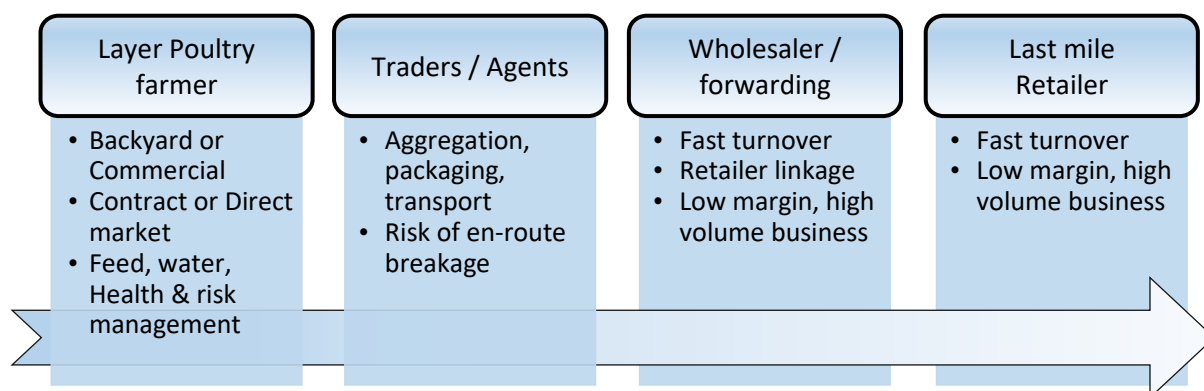 Layer Poultry
farmer
• Backyard or
Commercial
• Contract or Direct
market
• Feed, water,
Health & risk
management
Traders / Agents
• Aggregation,
packaging,
transport
• Risk of en-route
breakage
Wholesaler /
forwarding
• Fast turnover
• Retailer linkage
• Low margin, high
volume business
Last mile
Retailer
• Fast turnover
• Low margin, high
volume business